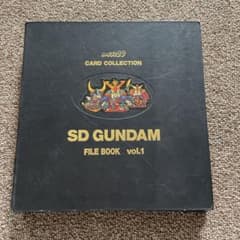 CARD COLLECTION
SD GUNDAM
FILE BOOK vol.1